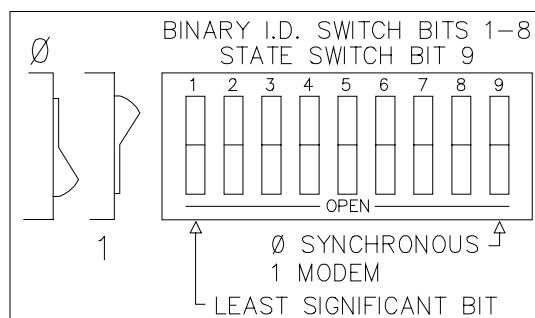 BINARY I.D. SWITCH BITS 1-8
STATE SWITCH BIT 9
Ø
1 2 3 4 5 6 7 8 9
OPEN
1
Ø SYNCHRONOUS
1 MODEM
LEAST SIGNIFICANT BIT